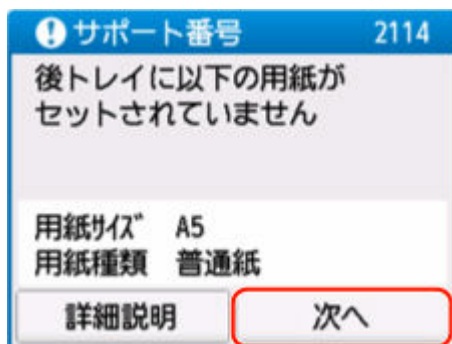 サポート番号 2114
後トレイに以下の用紙が
セットされていません
用紙ｻｲｽﾞ A5
用紙種類 普通紙
詳細説明 次へ